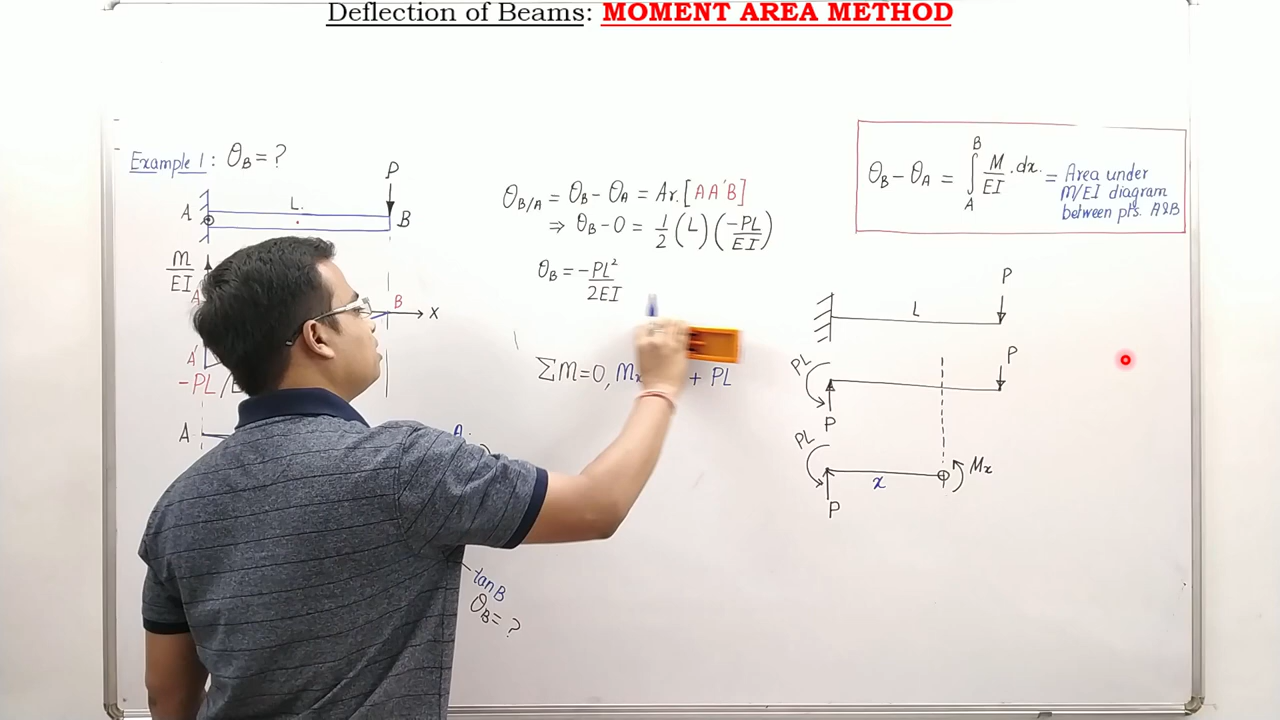 Deflection of Beams: MOMENT AREA METHOD
Example 1: θB = ?
P
L
A
B
M/EI
B
x
A'
-PL/E
A
A
tan B
θB = ?
θB/A = θB - θA = Ar. [AA'B]
⇒ θB - 0 = 1/2 (L) (-PL/EI)
θB = -PL²/2EI
ΣM = 0, Mx + PL
θB - θA = ∫AB M/EI . dx = Area under M/EI diagram between pts. A&B
P
L
PL
P
P
PL
Mx
x
P